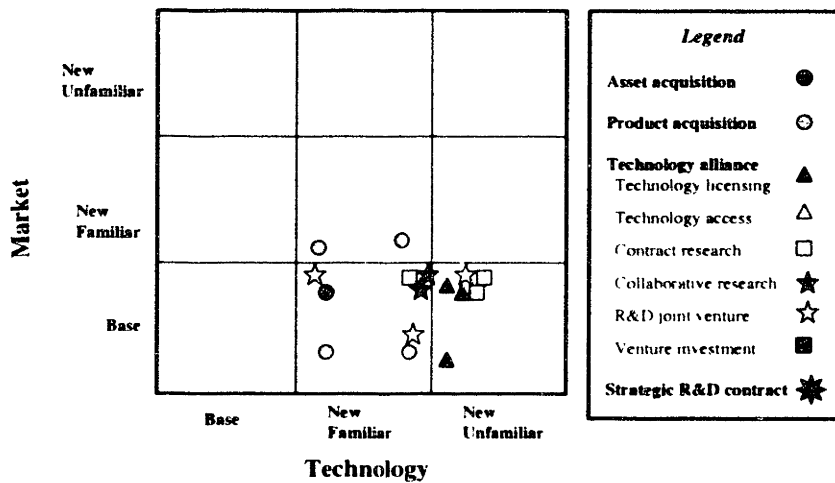 New
Unfamiliar
New
Familiar
Base
Market
Base
New
Familiar
New
Unfamiliar
Technology
Legend
Asset acquisition
Product acquisition
Technology alliance
Technology licensing
Technology access
Contract research
Collaborative research
R&D joint venture
Venture investment
Strategic R&D contract